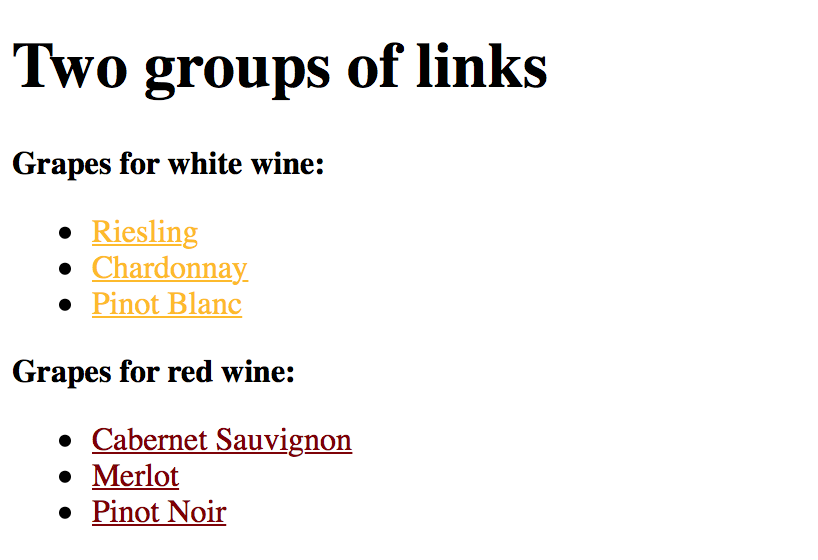 Two groups of links
Grapes for white wine:
Riesling
Chardonnay
Pinot Blanc
Grapes for red wine:
Cabernet Sauvignon
Merlot
Pinot Noir